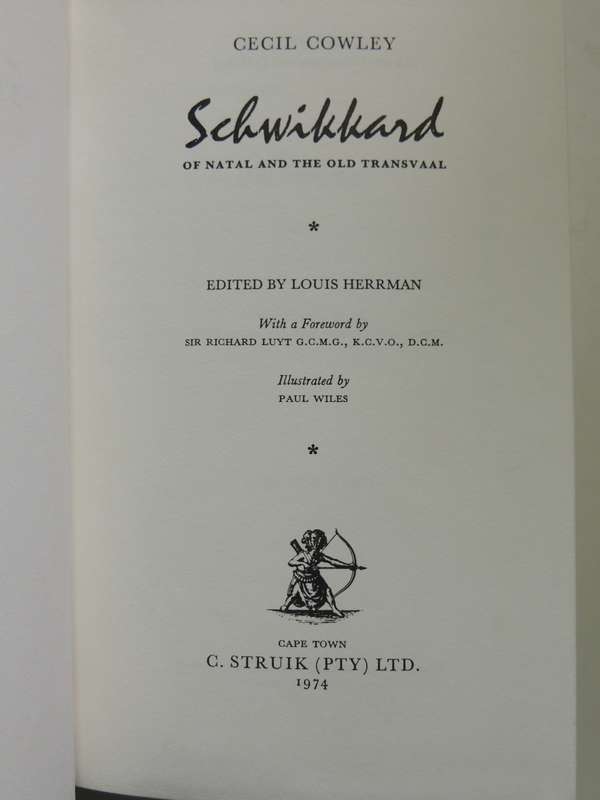 CECIL COWLEY
Schwikkard
OF NATAL AND THE OLD TRANSVAAL
*
EDITED BY LOUIS HERRMAN
With a Foreword by
SIR RICHARD LUYT G.C.M.G., K.C.V.O., D.C.M.
Illustrated by
PAUL WILES
*
CAPE TOWN
C. STRUIK (PTY) LTD.
1974